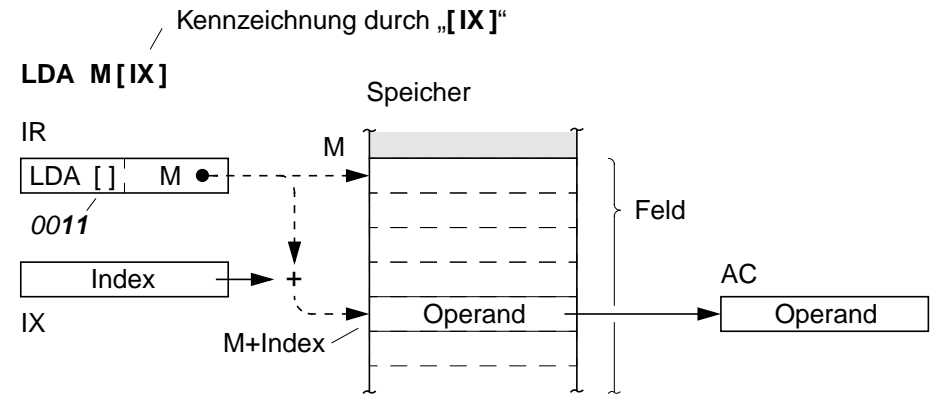 Kennzeichnung durch „[IX]“
LDA M[IX]
Speicher
IR
M
LDA [] M
0011
Feld
Index
+
AC
IX
Operand
Operand
M+Index